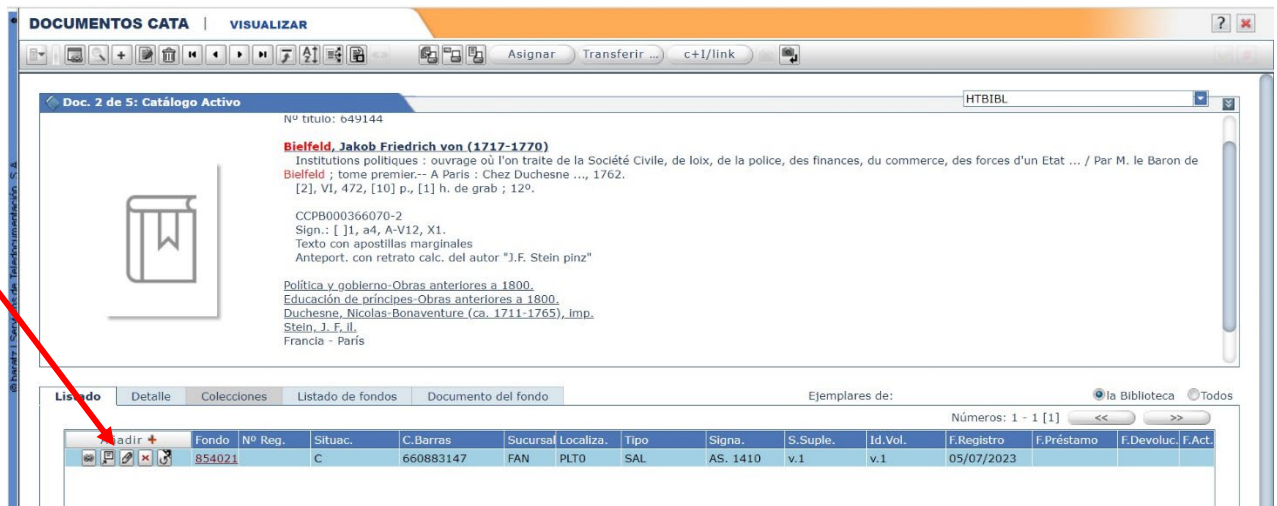 DOCUMENTOS CATA | VISUALIZAR
?
Asignar Transferir ...) c+I/link
Doc. 2 de 5: Catálogo Activo HTBIBL
Nº título: 649144
Bielfeld, Jakob Friedrich von (1717-1770)
Institutions politiques : ouvrage où l'on traite de la Société Civile, de loix, de la police, des finances, du commerce, des forces d'un Etat ... / Par M. le Baron de
Bielfeld ; tome premier.-- A Paris : Chez Duchesne ..., 1762.
[2], VI, 472, [10] p., [1] h. de grab ; 12º.
CCPB000366070-2
Sign.: [ ]1, a4, A-V12, X1.
Texto con apostillas marginales
Anteport. con retrato calc. del autor "J.F. Stein pinz"
Política y gobierno-Obras anteriores a 1800.
Educación de príncipes-Obras anteriores a 1800.
Duchesne, Nicolas-Bonaventure (ca. 1711-1765), imp.
Stein, J. F, il.
Francia - París
© baratz | Servicios de Teledocumentación, S.A
Listado Detalle Colecciones Listado de fondos Documento del fondo Ejemplares de: la Biblioteca Todos
Números: 1 - 1 [1] << >>
Añadir + Fondo Nº Reg. Situac. C.Barras Sucursal Localiza. Tipo Signa. S.Suple. Id.Vol. F.Registro F.Préstamo F.Devoluc. F.Act.
854021 C 660883147 FAN PLT0 SAL AS. 1410 v.1 v.1 05/07/2023